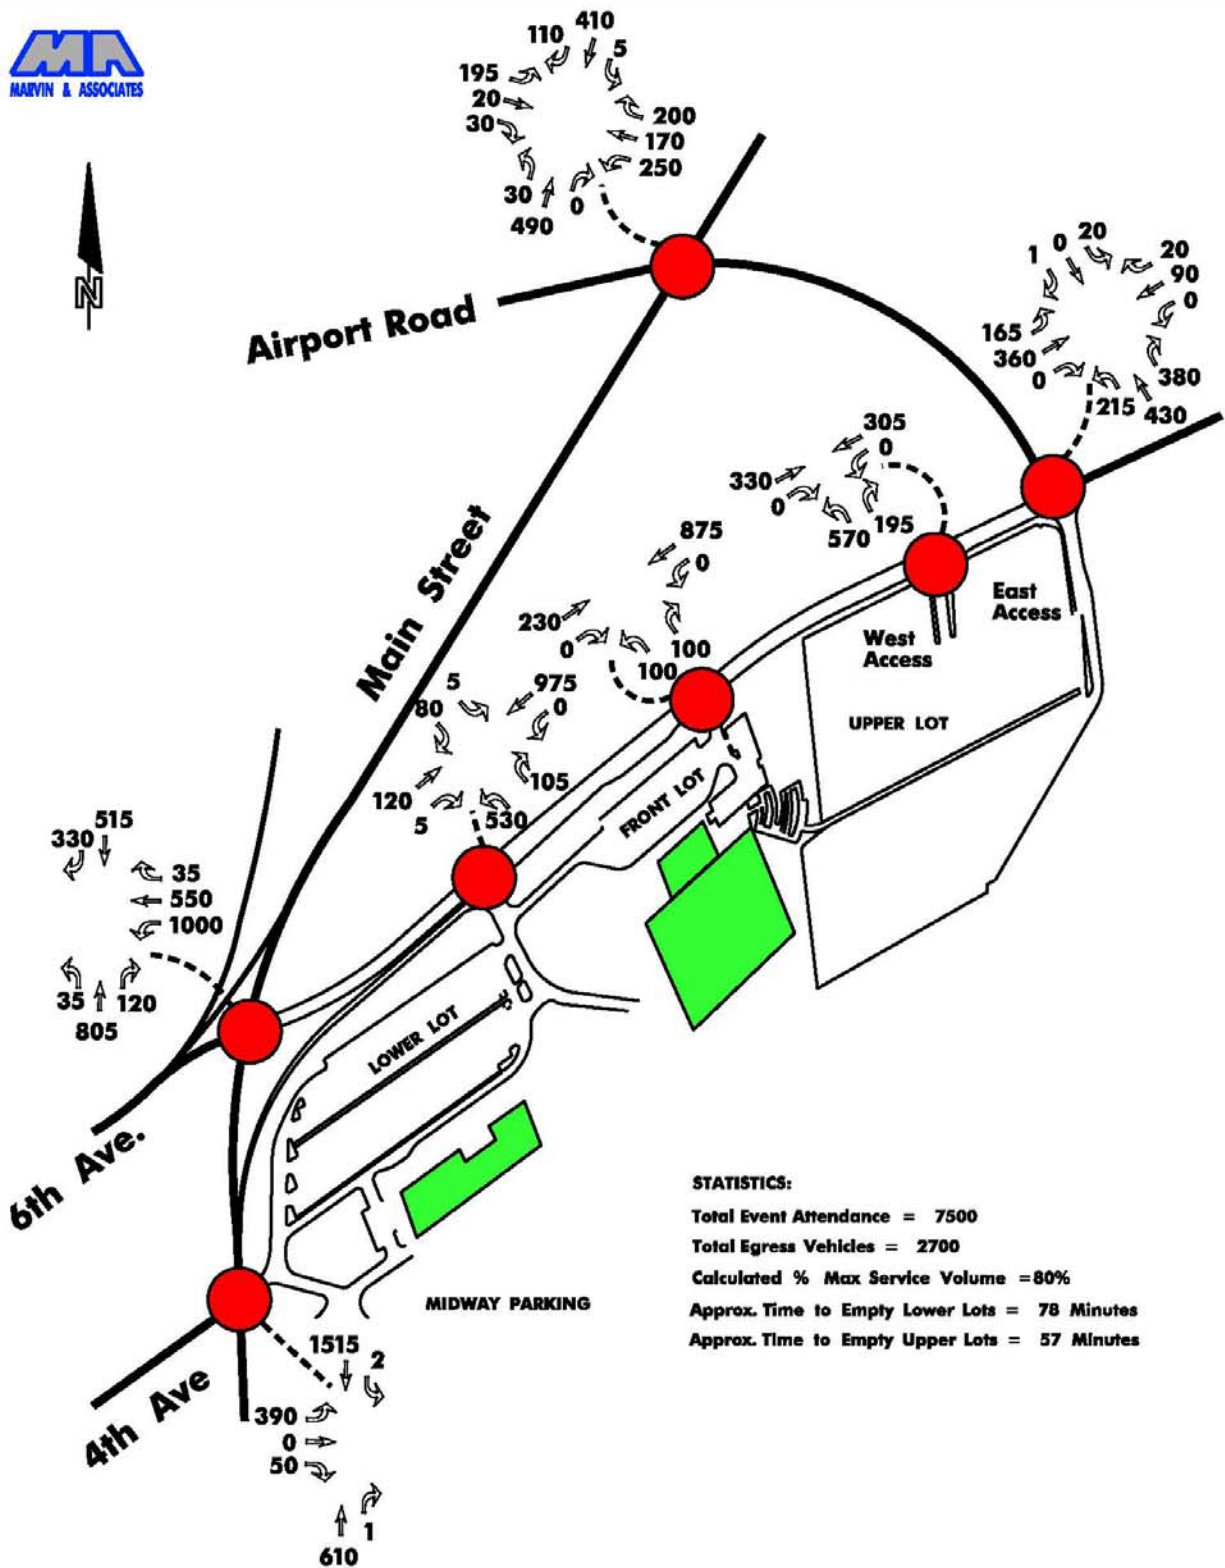 MARVIN & ASSOCIATES
N
110
410
5
195
20
30
200
170
250
30
490
0
Airport Road
1
0
20
20
90
0
165
360
0
380
215
430
305
0
330
0
570
195
Main Street
875
0
230
0
100
100
East
Access
West
Access
UPPER LOT
5
80
975
0
120
5
105
530
FRONT LOT
515
330
35
550
1000
35
120
805
LOWER LOT
6th Ave.
MIDWAY PARKING
STATISTICS:
Total Event Attendance = 7500
Total Egress Vehicles = 2700
Calculated % Max Service Volume =80%
Approx. Time to Empty Lower Lots = 78 Minutes
Approx. Time to Empty Upper Lots = 57 Minutes
4th Ave
1515
2
390
0
50
1
610